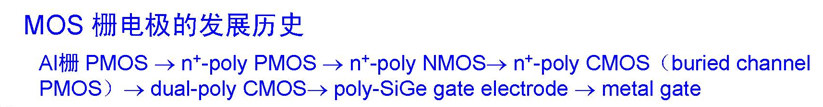 MOS 栅电极的发展历史
Al栅 PMOS → n⁺-poly PMOS → n⁺-poly NMOS→ n⁺-poly CMOS（buried channel
PMOS）→ dual-poly CMOS→ poly-SiGe gate electrode → metal gate